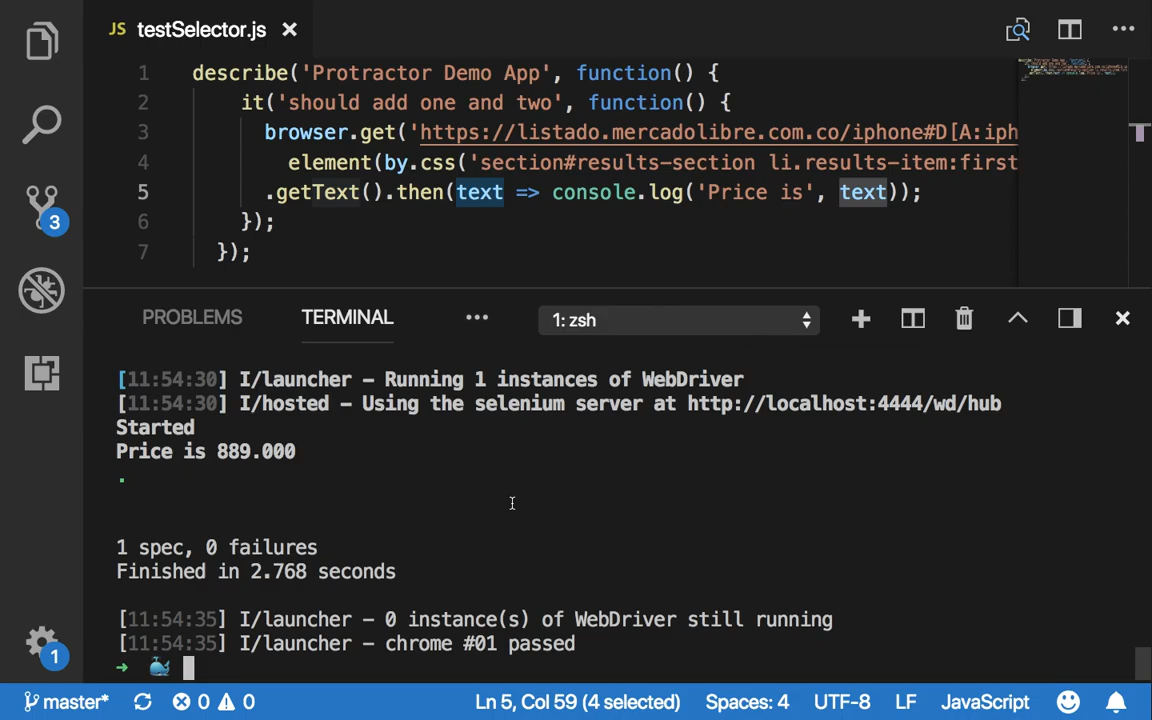 JS testSelector.js
1 describe('Protractor Demo App', function() {
2 it('should add one and two', function() {
3 browser.get('https://listado.mercadolibre.com.co/iphone#D[A:iph
4 element(by.css('section#results-section li.results-item:first
5 .getText().then(text => console.log('Price is', text));
6 });
7 });
3
PROBLEMS TERMINAL ••• 1: zsh
[11:54:30] I/launcher – Running 1 instances of WebDriver
[11:54:30] I/hosted – Using the selenium server at http://localhost:4444/wd/hub
Started
Price is 889.000
.
1 spec, 0 failures
Finished in 2.768 seconds
[11:54:35] I/launcher – 0 instance(s) of WebDriver still running
[11:54:35] I/launcher – chrome #01 passed
➜ 🐳
1
master* 0 0 Ln 5, Col 59 (4 selected) Spaces: 4 UTF-8 LF JavaScript